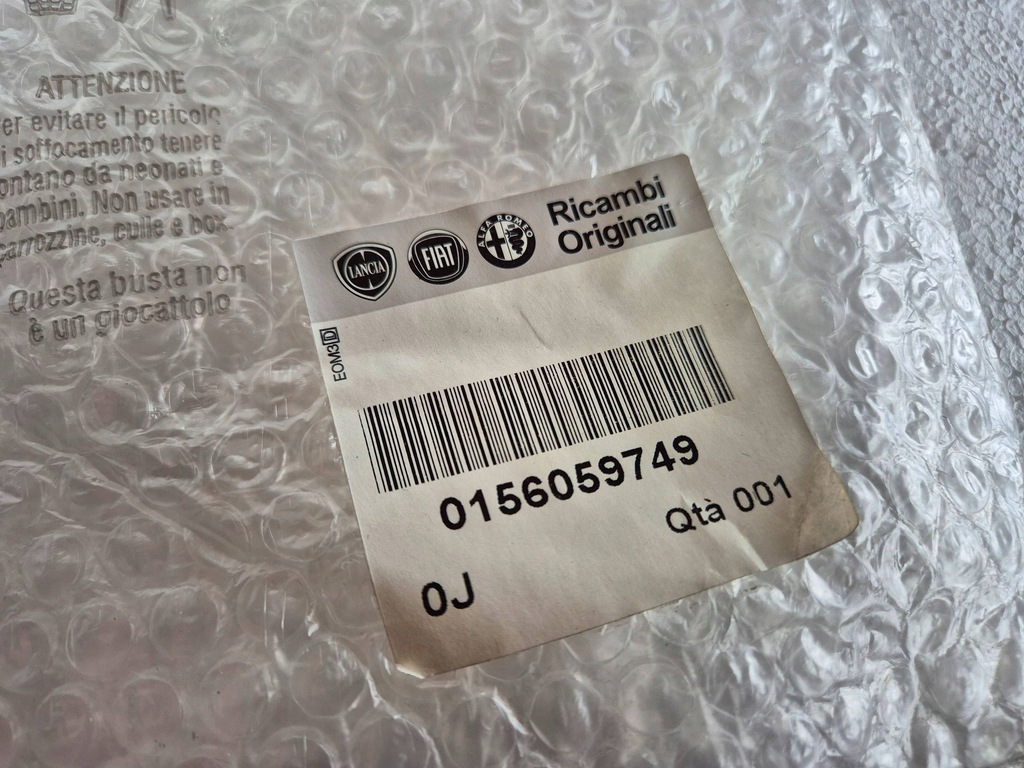 ATTENZIONE
er evitare il pericolo
i soffocamento tenere
ontano da neonati e
bambini. Non usare in
carrozzine, culle e box.
Questa busta non
è un giocattolo
LANCIA
FIAT
ALFA ROMEO
Ricambi
Originali
EOM3D
0156059749
Qtà 001
0J